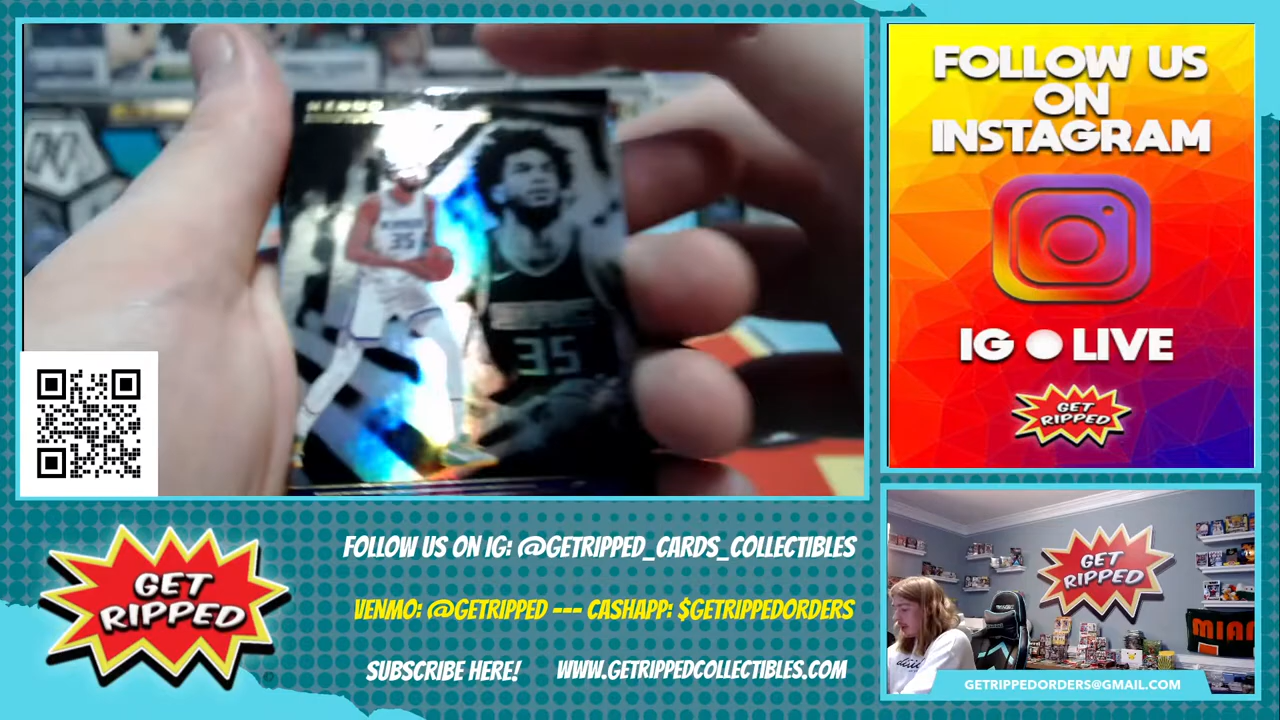 35
35
FOLLOW US
ON
INSTAGRAM
IG LIVE
GET
RIPPED
GET
RIPPED
FOLLOW US ON IG: @GETRIPPED_CARDS_COLLECTIBLES
VENMO: @GETRIPPED --- CASHAPP: $GETRIPPEDORDERS
SUBSCRIBE HERE!
WWW.GETRIPPEDCOLLECTIBLES.COM
GET
RIPPED
MIAM
GETRIPPEDORDERS@GMAIL.COM